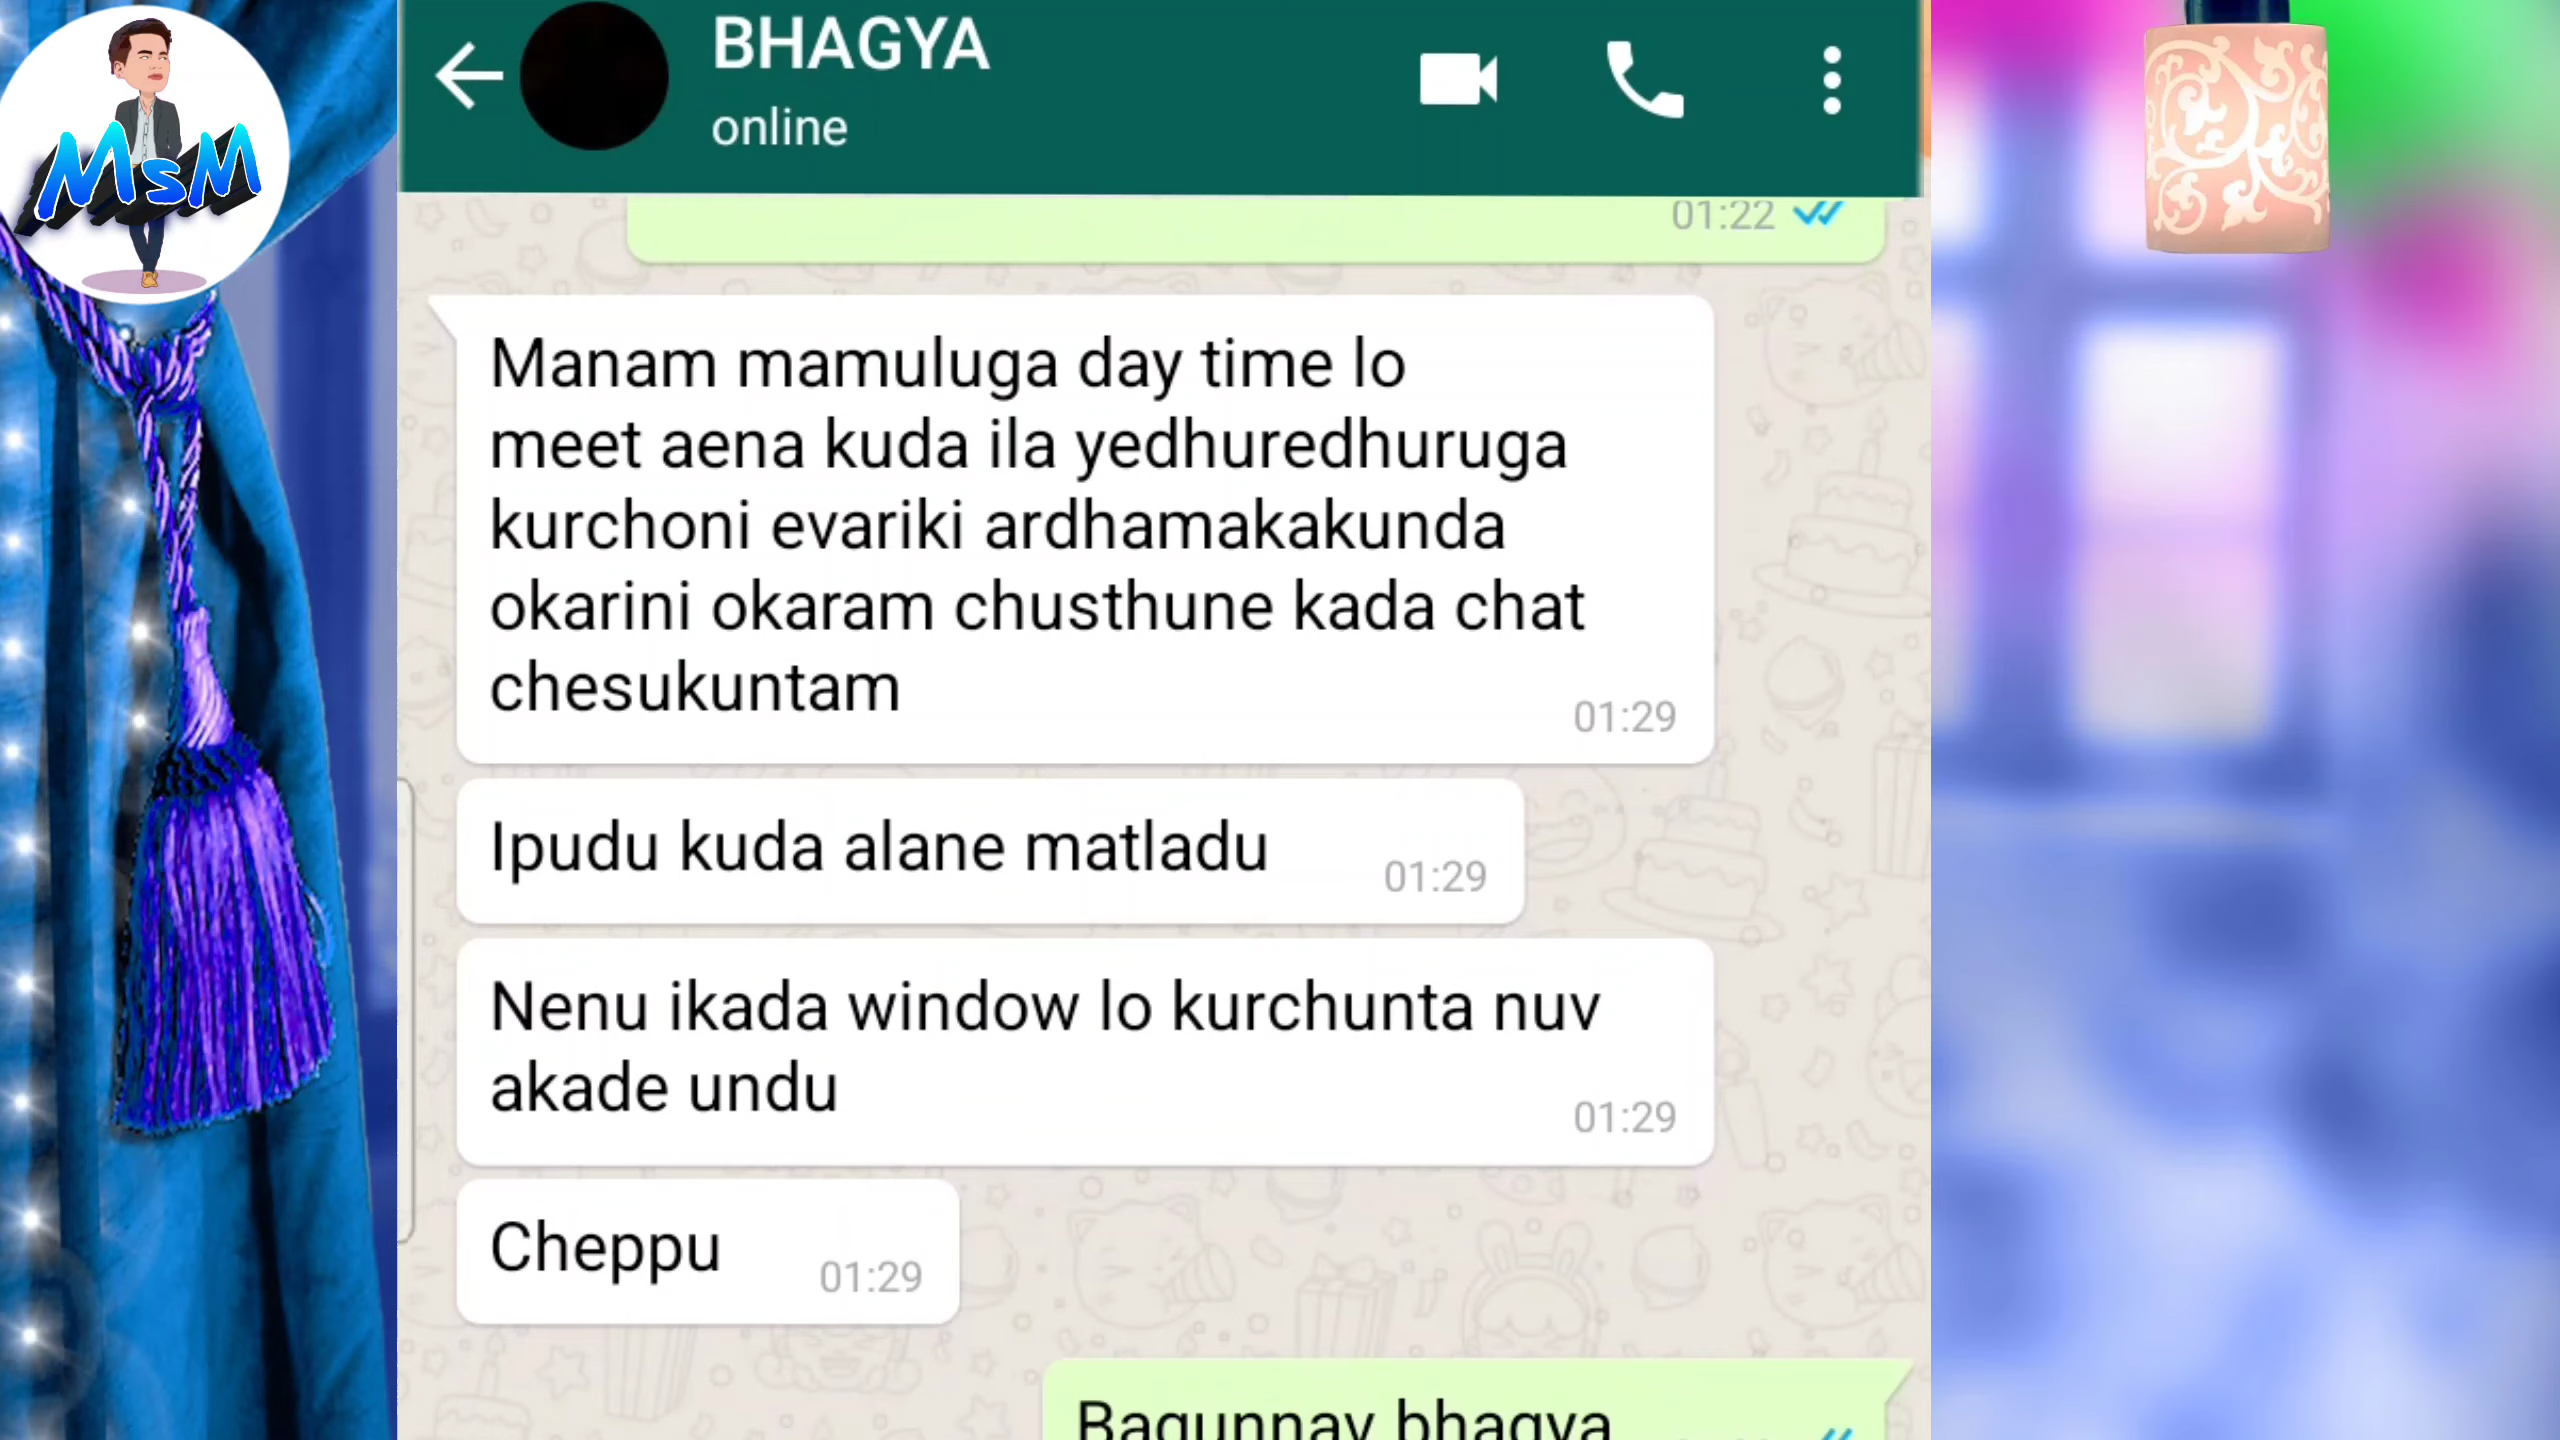 MsM
BHAGYA
online
01:22
Manam mamuluga day time lo
meet aena kuda ila yedhuredhuruga
kurchoni evariki ardhamakakunda
okarini okaram chusthune kada chat
chesukuntam
01:29
Ipudu kuda alane matladu
01:29
Nenu ikada window lo kurchunta nuv
akade undu
01:29
Cheppu
01:29
Bagunnav bhagya